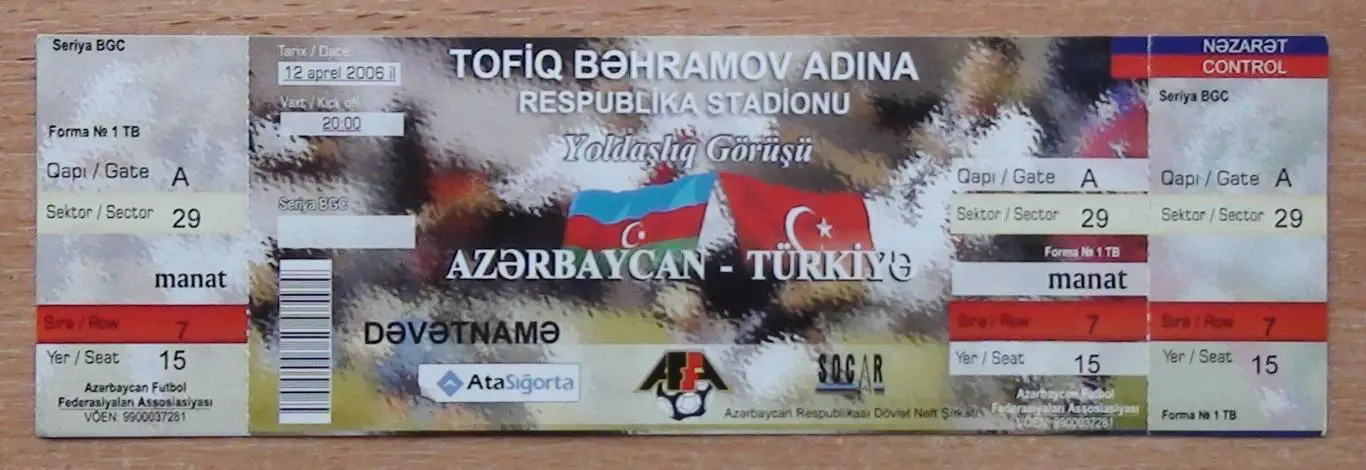 Seriya BGC
Forma № 1 TB
Qapı / Gate A
Sektor / Sector 29
manat
Sıra / Row 7
Yer / Seat 15
Azərbaycan Futbol
Federasiyaları Assosiasiyası
VÖEN: 9900037281
Tarix / Date
12 aprel 2006 il
Vaxt / Kick off
20:00
Seriya BGC
TOFİQ BƏHRAMOV ADINA
RESPUBLİKA STADİONU
Yoldaşlıq Görüşü
AZƏRBAYCAN - TÜRKİYƏ
DƏVƏTNAMƏ
AtaSığorta
AFFA
SOCAR
Azərbaycan Respublikası Dövlət Neft Şirkəti
Qapı / Gate A
Sektor / Sector 29
Forma № 1 TB
manat
Sıra / Row 7
Yer / Seat 15
Azərbaycan Futbol
Federasiyaları Assosiasiyası
VÖEN: 9900037281
NƏZARƏT
CONTROL
Seriya BGC
Qapı / Gate A
Sektor / Sector 29
Sıra / Row 7
Yer / Seat 15
Forma № 1 TB